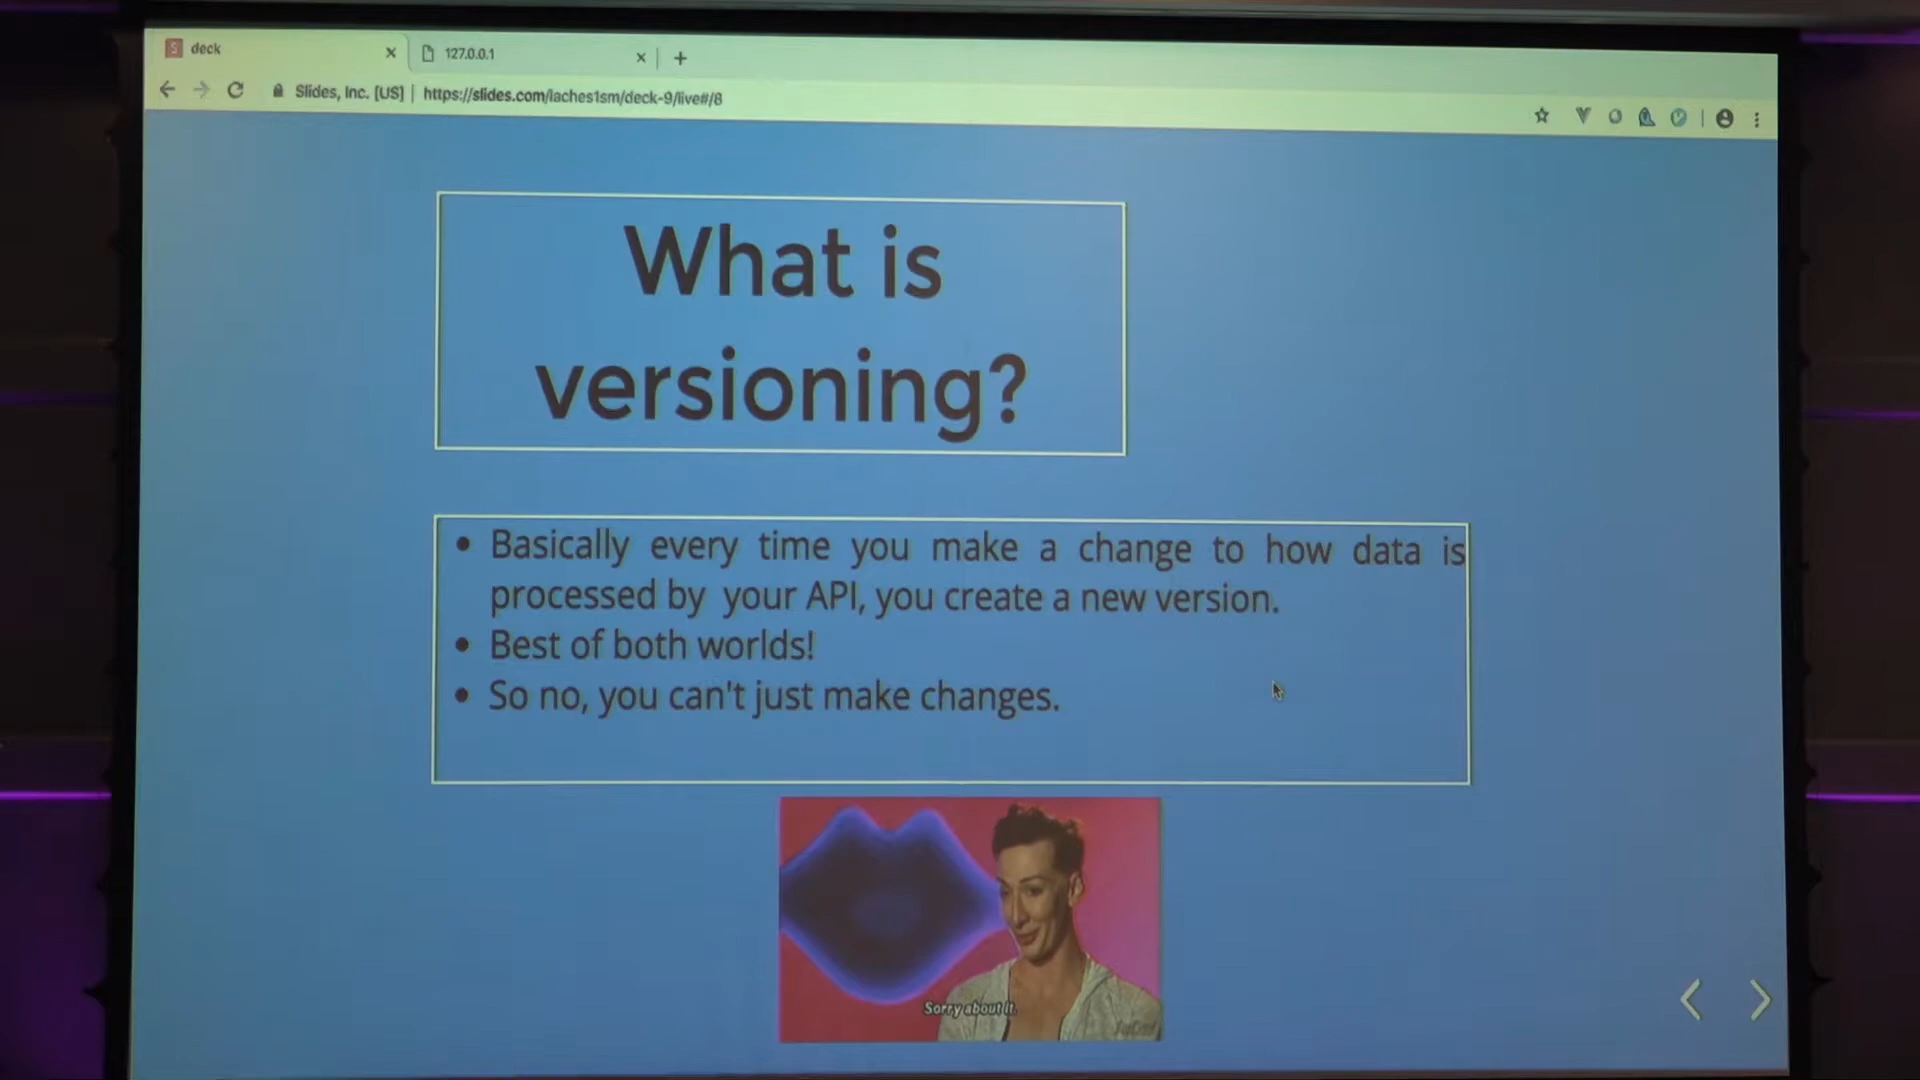 deck
127.0.0.1
Slides, Inc. [US] | https://slides.com/laches1sm/deck-9/live#/8
What is
versioning?
• Basically every time you make a change to how data is
processed by your API, you create a new version.
• Best of both worlds!
• So no, you can't just make changes.
Sorry about it.